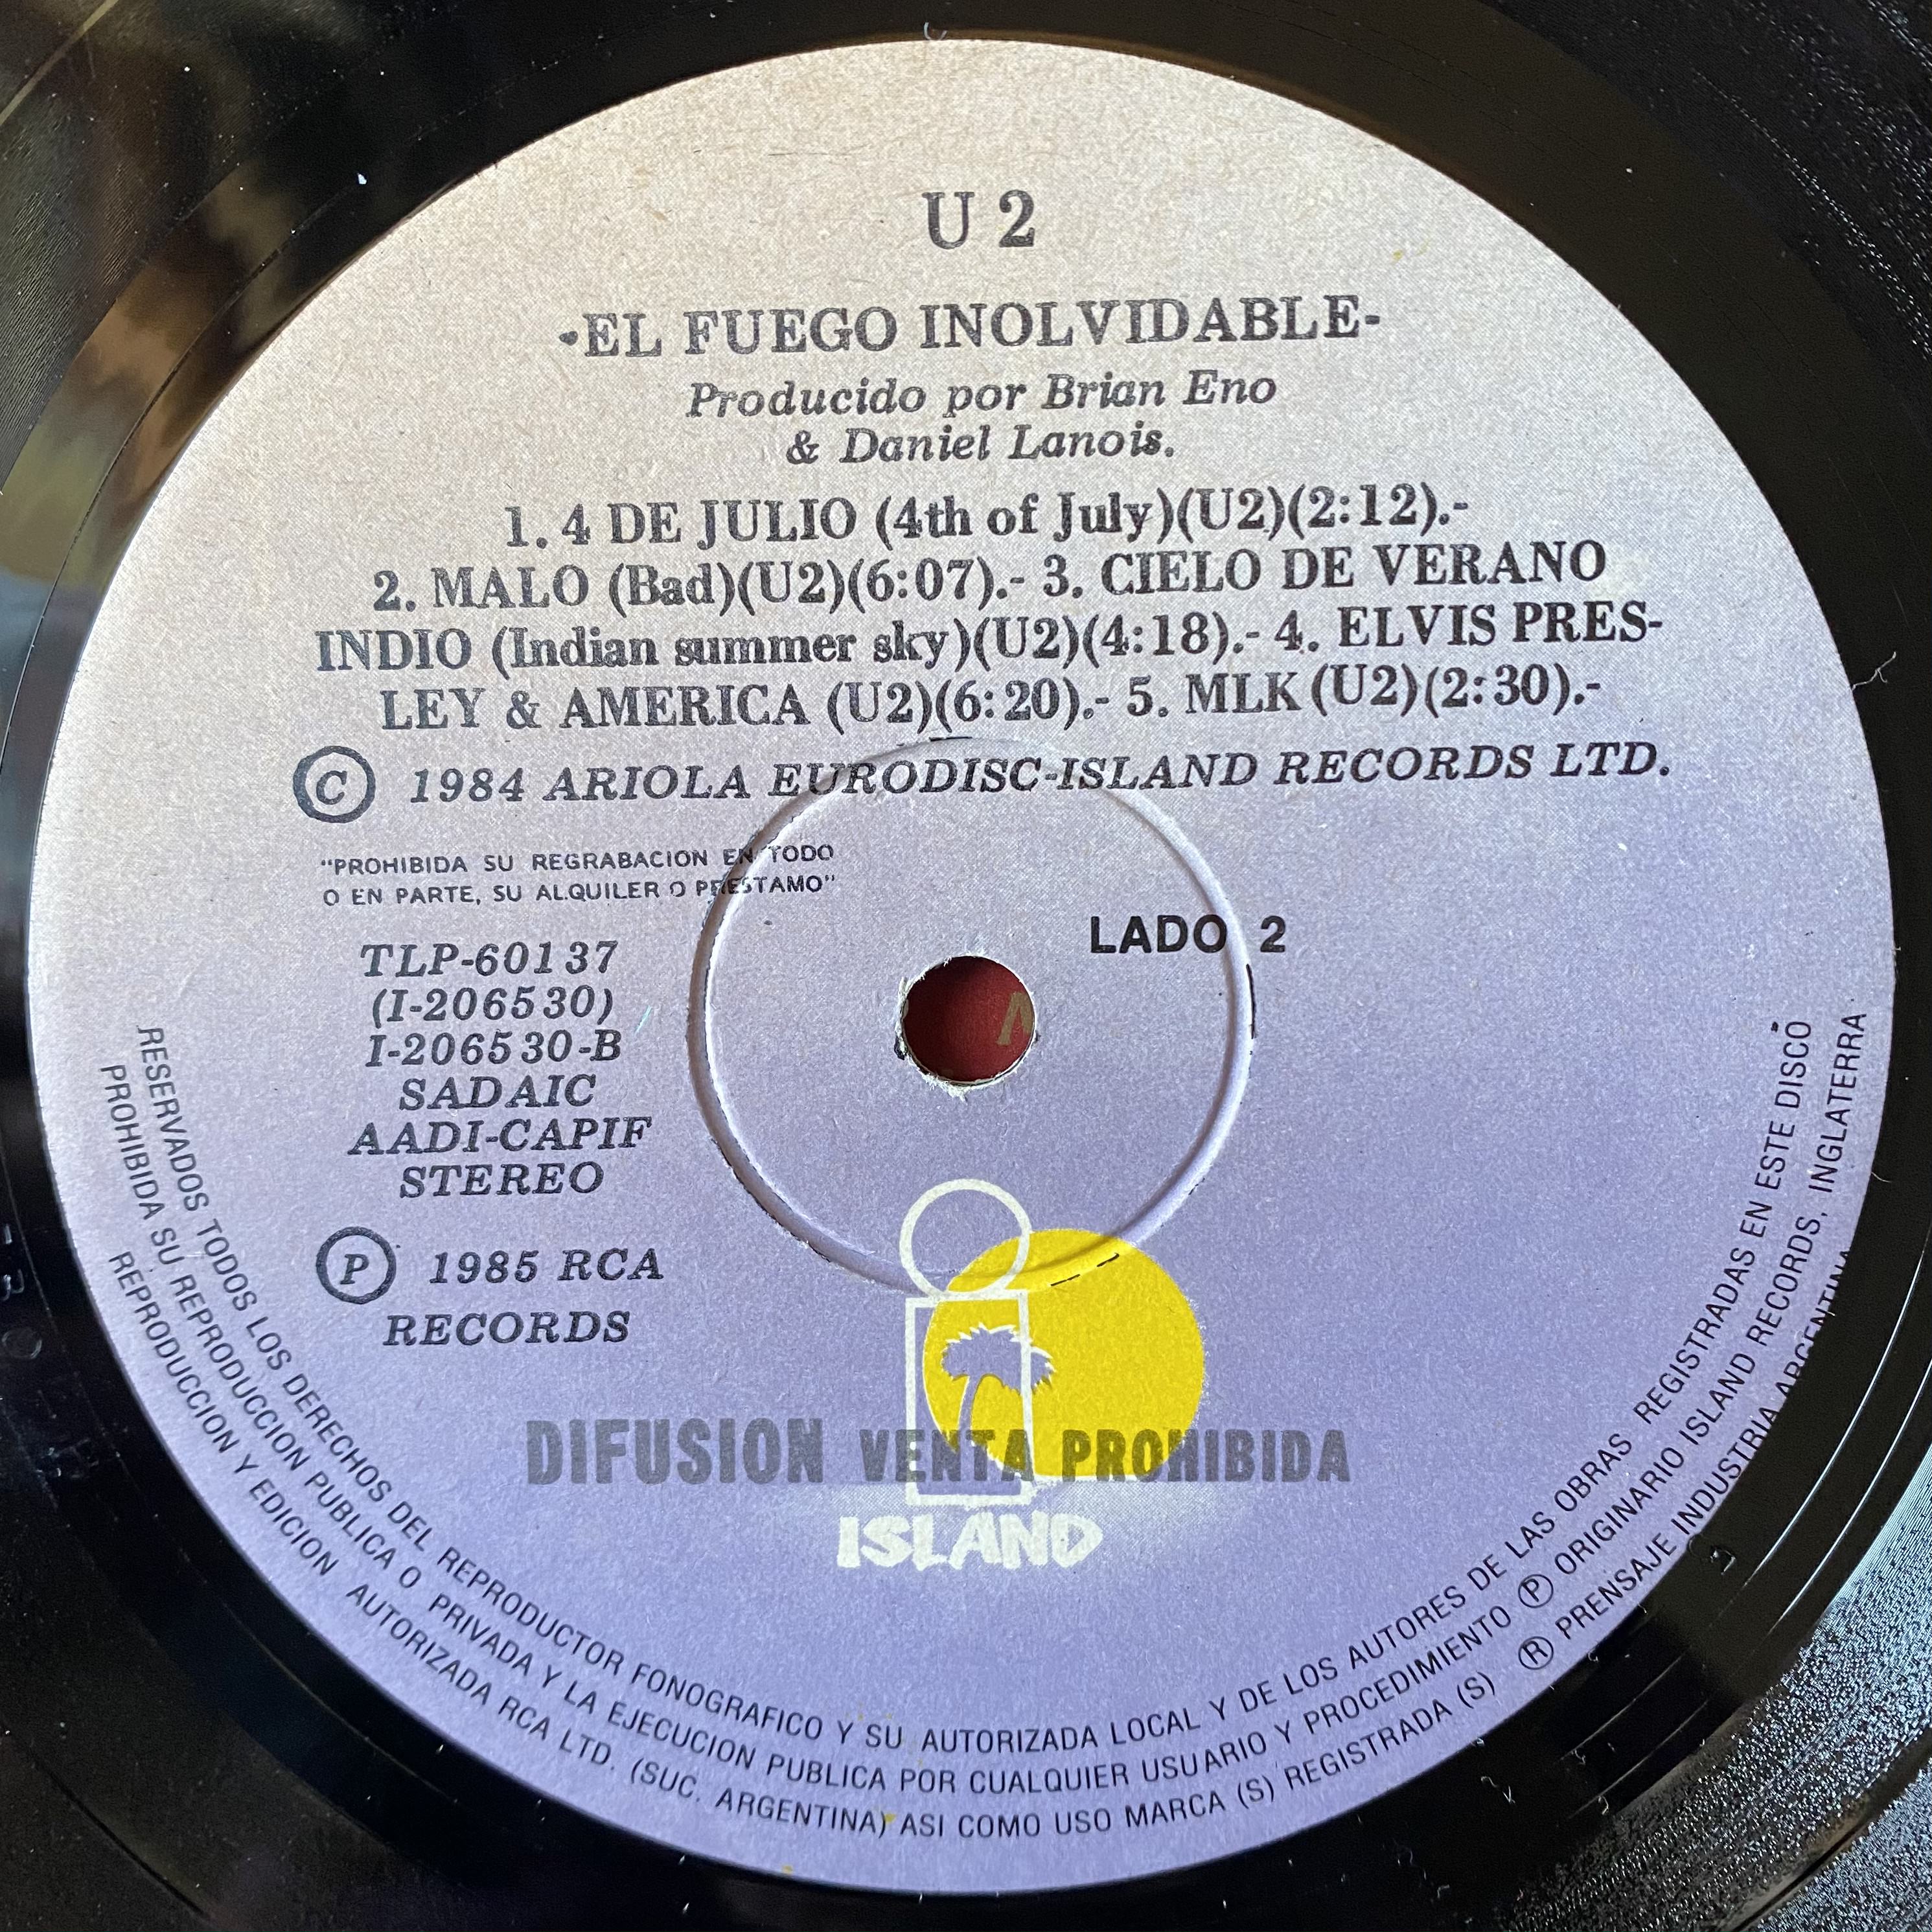 U 2
-EL FUEGO INOLVIDABLE-
Producido por Brian Eno
& Daniel Lanois.
1. 4 DE JULIO (4th of July)(U2)(2:12).-
2. MALO (Bad)(U2)(6:07).- 3. CIELO DE VERANO
INDIO (Indian summer sky)(U2)(4:18).- 4. ELVIS PRES-
LEY & AMERICA (U2)(6:20).- 5. MLK (U2)(2:30).-
© 1984 ARIOLA EURODISC-ISLAND RECORDS LTD.
"PROHIBIDA SU REGRABACION EN TODO
O EN PARTE, SU ALQUILER O PRESTAMO"
LADO 2
TLP-60137
(I-206530)
I-206530-B
SADAIC
AADI-CAPIF
STEREO
Ⓟ 1985 RCA
RECORDS
DIFUSION VENTA PROHIBIDA
ISLAND
RESERVADOS TODOS LOS DERECHOS DEL REPRODUCTOR FONOGRAFICO Y SU AUTORIZADA LOCAL Y DE LOS AUTORES DE LAS OBRAS REGISTRADAS EN ESTE DISCO
PROHIBIDA SU REPRODUCCION PUBLICA O PRIVADA Y LA EJECUCION PUBLICA POR CUALQUIER USUARIO Y PROCEDIMIENTO Ⓟ ORIGINARIO ISLAND RECORDS, INGLATERRA
REPRODUCCION Y EDICION AUTORIZADA RCA LTD. (SUC. ARGENTINA) ASI COMO USO MARCA (S) REGISTRADA (S) Ⓡ PRENSAJE INDUSTRIA ARGENTINA